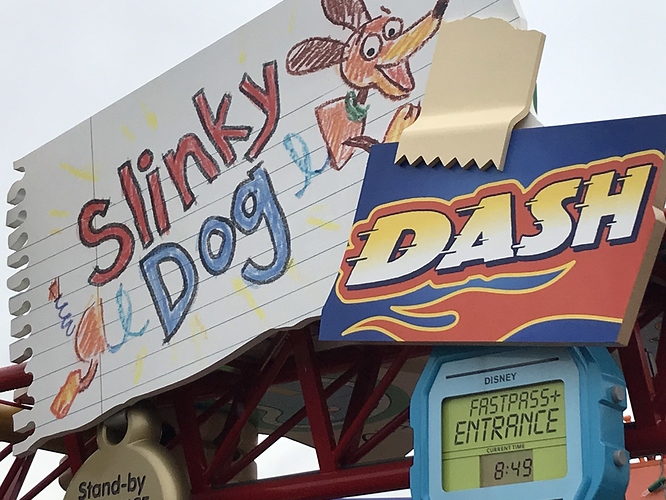 Slinky
Dog
DASH
DISNEY
FASTPASS+
ENTRANCE
CURRENT TIME
8:49
Stand-by